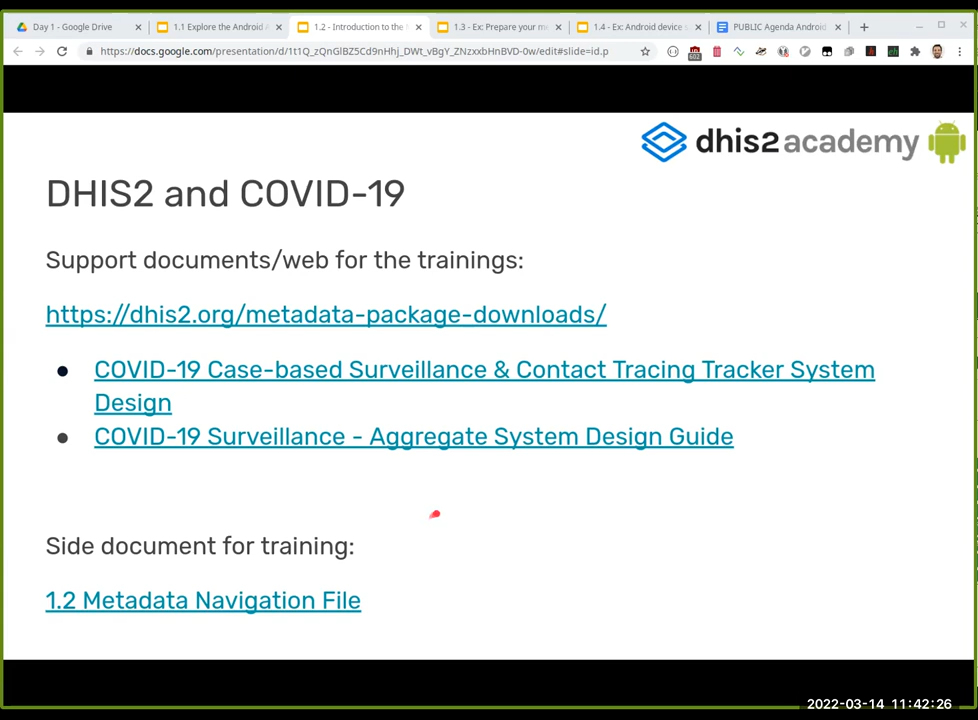 Day 1 - Google Drive
1.1 Explore the Android
1.2 - Introduction to the
1.3 - Ex: Prepare your m
1.4 - Ex: Android device
PUBLIC Agenda Android
https://docs.google.com/presentation/d/1t1Q_zQnGlBZ5Cd9nHhj_DWt_vBgY_ZNzxxbHnBVD-0w/edit#slide=id.p
dhis2 academy
DHIS2 and COVID-19
Support documents/web for the trainings:
https://dhis2.org/metadata-package-downloads/
● COVID-19 Case-based Surveillance & Contact Tracing Tracker System
Design
● COVID-19 Surveillance - Aggregate System Design Guide
Side document for training:
1.2 Metadata Navigation File
2022-03-14 11:42:26